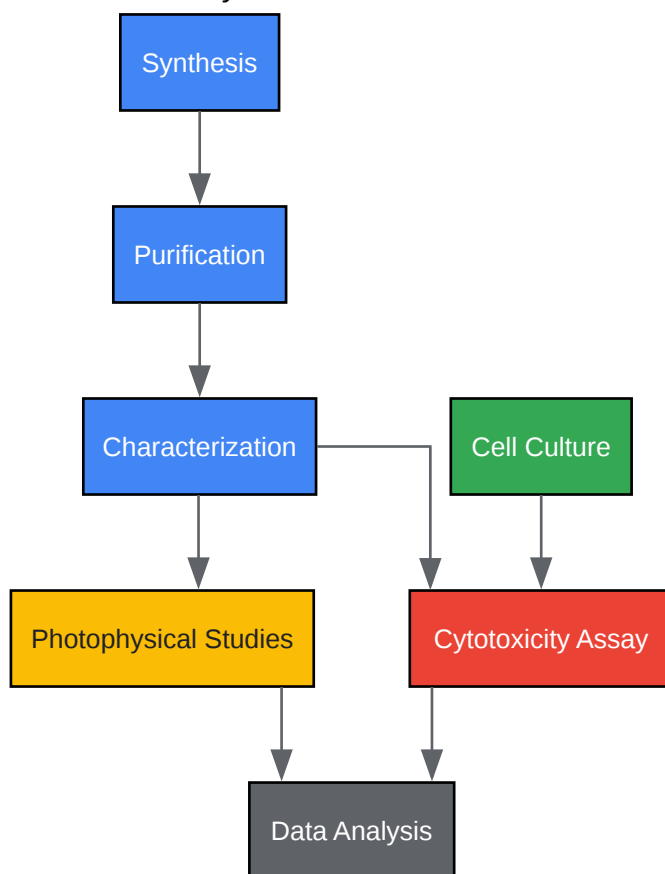 Synthesis
Purification
Characterization
Cell Culture
Photophysical Studies
Cytotoxicity Assay
Data Analysis